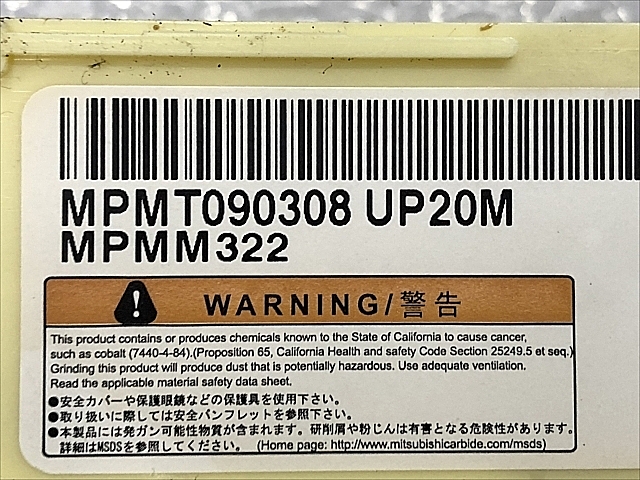 MPMT090308 UP20M
MPMM322
WARNING/警告
This product contains or produces chemicals known to the State of California to cause cancer,
such as cobalt (7440-4-84).(Proposition 65, California Health and safety Code Section 25249.5 et seq.)
Grinding this product will produce dust that is potentially hazardous. Use adequate ventilation.
Read the applicable material safety data sheet.
●安全カバーや保護眼鏡などの保護具を使用下さい。
●取り扱いに際しては安全パンフレットを参照下さい。
●本製品には発ガン可能性物質が含まれます。研削屑や粉じんは有害となる危険性があります。
詳細はMSDSを参照してください。 (Home page: http://www.mitsubishicarbide.com/msds)